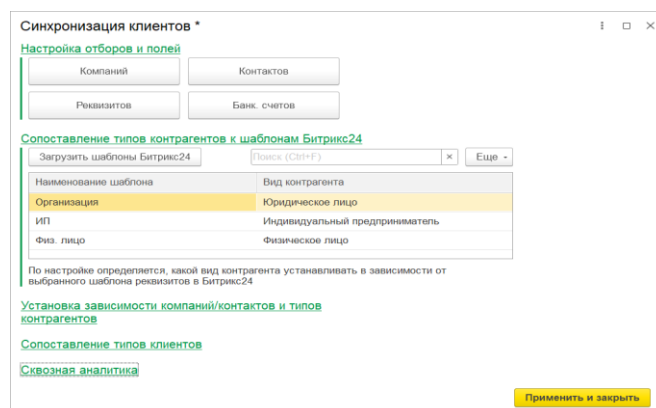 Синхронизация клиентов *
Настройка отборов и полей
Компаний
Контактов
Реквизитов
Банк. счетов
Сопоставление типов контрагентов к шаблонам Битрикс24
Загрузить шаблоны Битрикс24
Поиск (Ctrl+F)
×
Еще
Наименование шаблона
Вид контрагента
Организация
Юридическое лицо
ИП
Индивидуальный предприниматель
Физ. лицо
Физическое лицо
По настройке определяется, какой вид контрагента устанавливать в зависимости от
выбранного шаблона реквизитов в Битрикс24
Установка зависимости компаний/контактов и типов
контрагентов
Сопоставление типов клиентов
Сквозная аналитика
Применить и закрыть